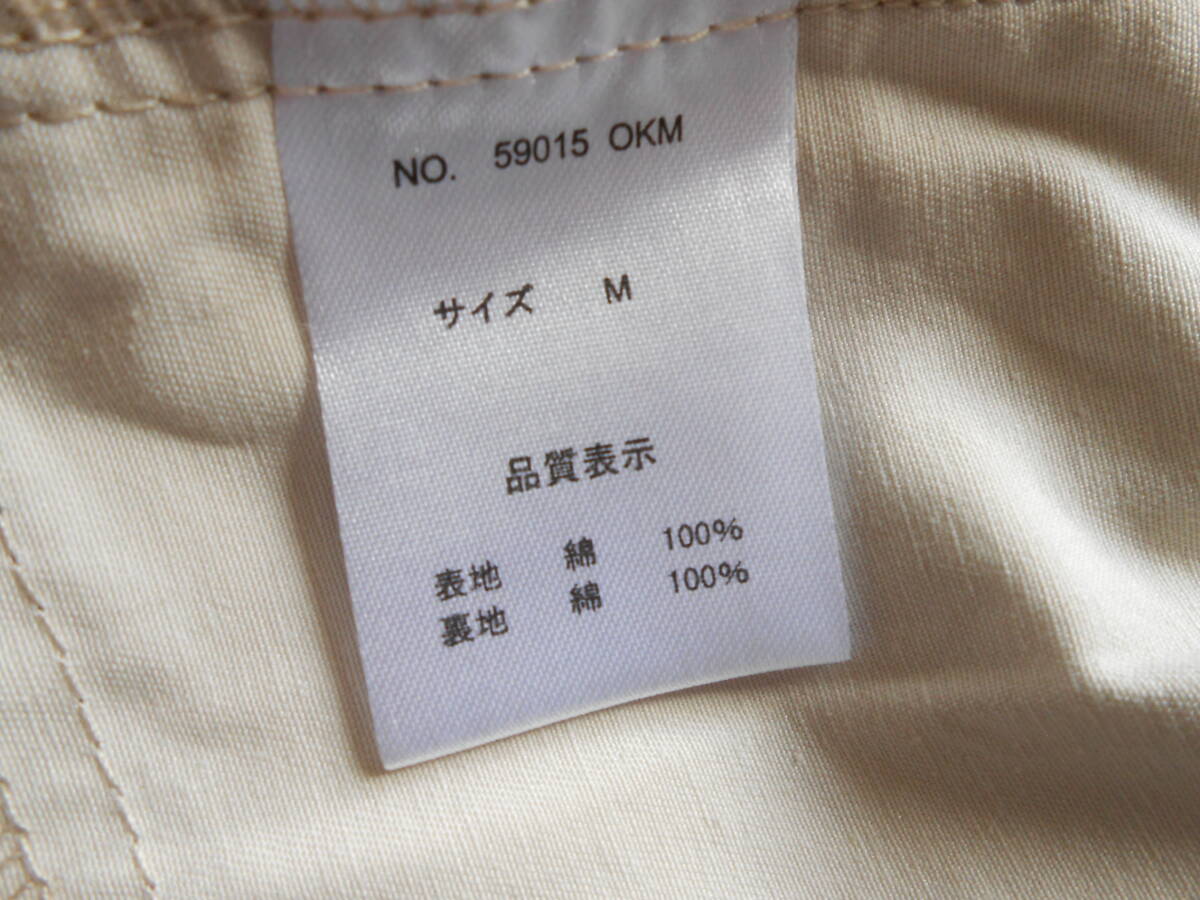 NO. 59015 OKM
サイズ M
品質表示
表地 綿 100%
裏地 綿 100%